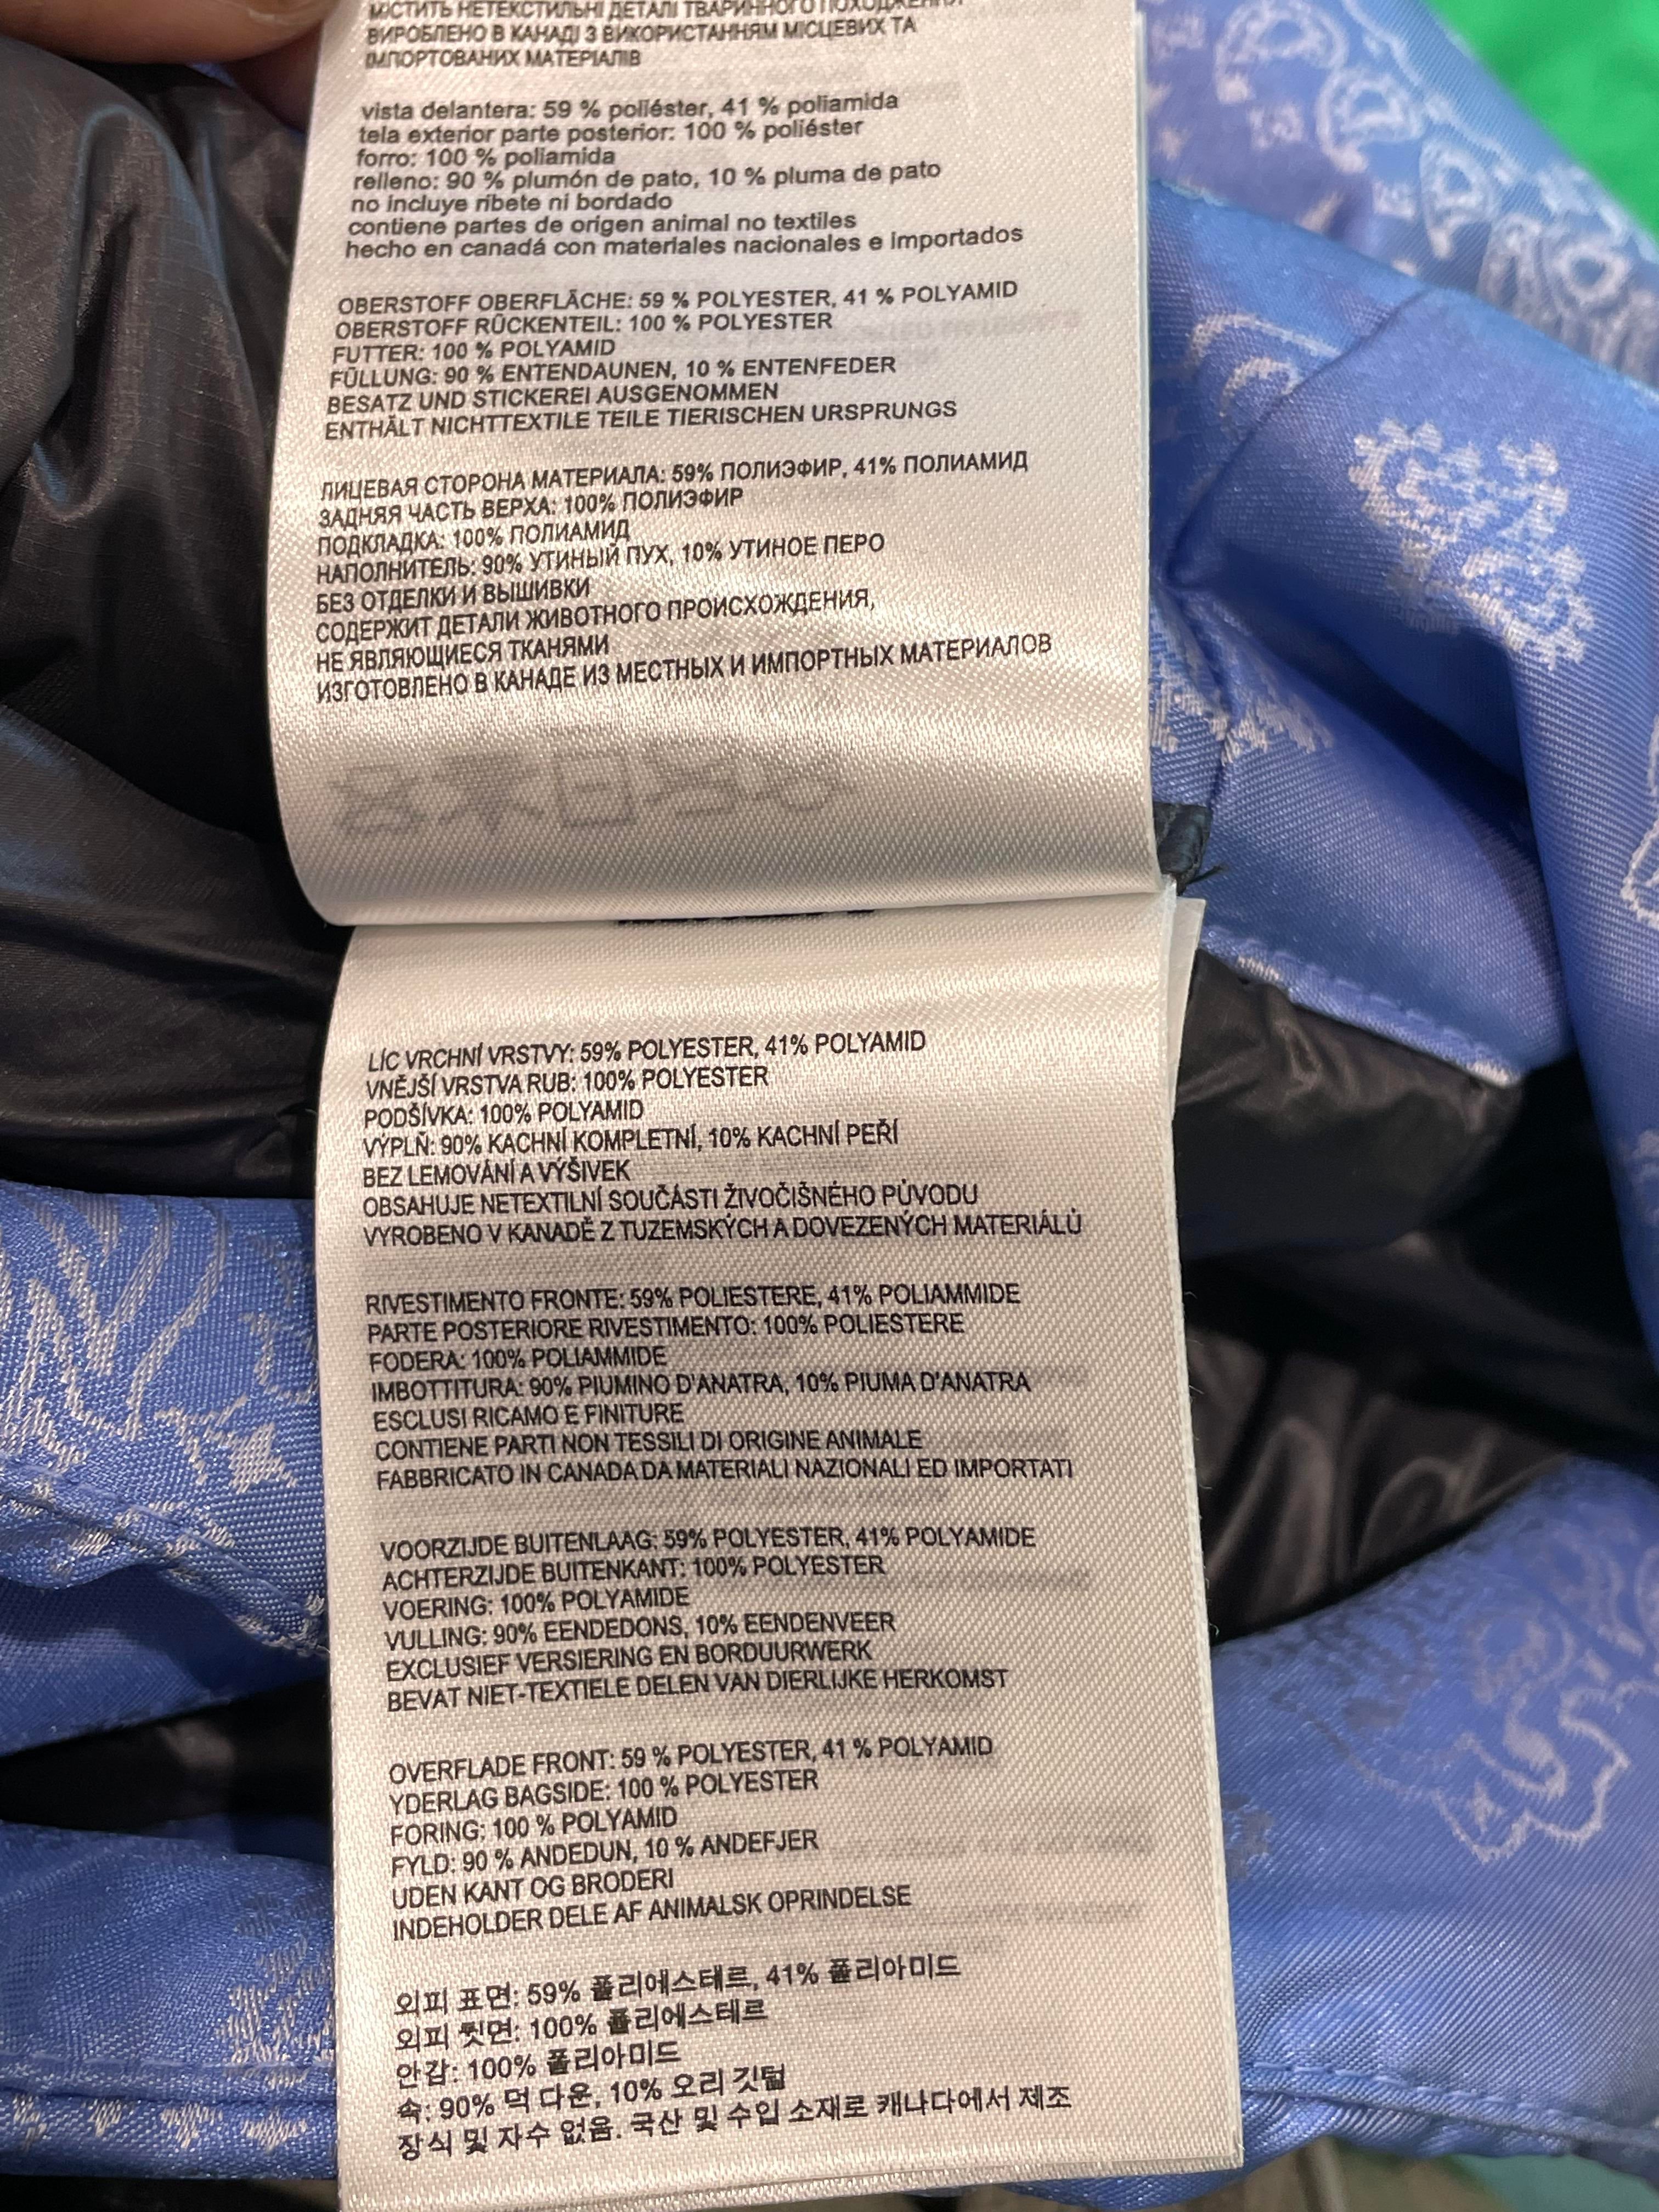 МІСТИТЬ НЕТЕКСТИЛЬНІ ДЕТАЛІ ТВАРИННОГО ПОХОДЖЕННЯ
ВИРОБЛЕНО В КАНАДІ З ВИКОРИСТАННЯМ МІСЦЕВИХ ТА
ІМПОРТОВАНИХ МАТЕРІАЛІВ
vista delantera: 59 % poliéster, 41 % poliamida
tela exterior parte posterior: 100 % poliéster
forro: 100 % poliamida
relleno: 90 % plumón de pato, 10 % pluma de pato
no incluye ribete ni bordado
contiene partes de origen animal no textiles
hecho en canadá con materiales nacionales e importados
OBERSTOFF OBERFLÄCHE: 59 % POLYESTER, 41 % POLYAMID
OBERSTOFF RÜCKENTEIL: 100 % POLYESTER
FUTTER: 100 % POLYAMID
FÜLLUNG: 90 % ENTENDAUNEN, 10 % ENTENFEDER
BESATZ UND STICKEREI AUSGENOMMEN
ENTHÄLT NICHTTEXTILE TEILE TIERISCHEN URSPRUNGS
ЛИЦЕВАЯ СТОРОНА МАТЕРИАЛА: 59% ПОЛИЭФИР, 41% ПОЛИАМИД
ЗАДНЯЯ ЧАСТЬ ВЕРХА: 100% ПОЛИЭФИР
ПОДКЛАДКА: 100% ПОЛИАМИД
НАПОЛНИТЕЛЬ: 90% УТИНЫЙ ПУХ, 10% УТИНОЕ ПЕРО
БЕЗ ОТДЕЛКИ И ВЫШИВКИ
СОДЕРЖИТ ДЕТАЛИ ЖИВОТНОГО ПРОИСХОЖДЕНИЯ,
НЕ ЯВЛЯЮЩИЕСЯ ТКАНЯМИ
ИЗГОТОВЛЕНО В КАНАДЕ ИЗ МЕСТНЫХ И ИМПОРТНЫХ МАТЕРИАЛОВ
LÍC VRCHNÍ VRSTVY: 59% POLYESTER, 41% POLYAMID
VNĚJŠÍ VRSTVA RUB: 100% POLYESTER
PODŠÍVKA: 100% POLYAMID
VÝPLŇ: 90% KACHNÍ KOMPLETNÍ, 10% KACHNÍ PEŘÍ
BEZ LEMOVÁNÍ A VÝŠIVEK
OBSAHUJE NETEXTILNÍ SOUČÁSTI ŽIVOČIŠNÉHO PŮVODU
VYROBENO V KANADĚ Z TUZEMSKÝCH A DOVEZENÝCH MATERIÁLŮ
RIVESTIMENTO FRONTE: 59% POLIESTERE, 41% POLIAMMIDE
PARTE POSTERIORE RIVESTIMENTO: 100% POLIESTERE
FODERA: 100% POLIAMMIDE
IMBOTTITURA: 90% PIUMINO D'ANATRA, 10% PIUMA D'ANATRA
ESCLUSI RICAMO E FINITURE
CONTIENE PARTI NON TESSILI DI ORIGINE ANIMALE
FABBRICATO IN CANADA DA MATERIALI NAZIONALI ED IMPORTATI
VOORZIJDE BUITENLAAG: 59% POLYESTER, 41% POLYAMIDE
ACHTERZIJDE BUITENKANT: 100% POLYESTER
VOERING: 100% POLYAMIDE
VULLING: 90% EENDEDONS, 10% EENDENVEER
EXCLUSIEF VERSIERING EN BORDUURWERK
BEVAT NIET-TEXTIELE DELEN VAN DIERLIJKE HERKOMST
OVERFLADE FRONT: 59 % POLYESTER, 41 % POLYAMID
YDERLAG BAGSIDE: 100 % POLYESTER
FORING: 100 % POLYAMID
FYLD: 90 % ANDEDUN, 10 % ANDEFJER
UDEN KANT OG BRODERI
INDEHOLDER DELE AF ANIMALSK OPRINDELSE
외피 표면: 59% 폴리에스테르, 41% 폴리아미드
외피 뒷면: 100% 폴리에스테르
안감: 100% 폴리아미드
속: 90% 덕 다운, 10% 오리 깃털
장식 및 자수 없음. 국산 및 수입 소재로 캐나다에서 제조